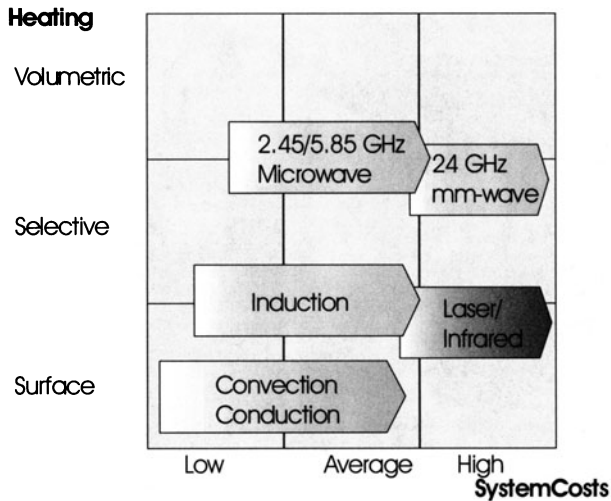 Heating
Volumetric
2.45/5.85 GHz
Microwave
24 GHz
mm-wave
Selective
Induction
Laser/
Infrared
Surface
Convection
Conduction
Low Average High
SystemCosts